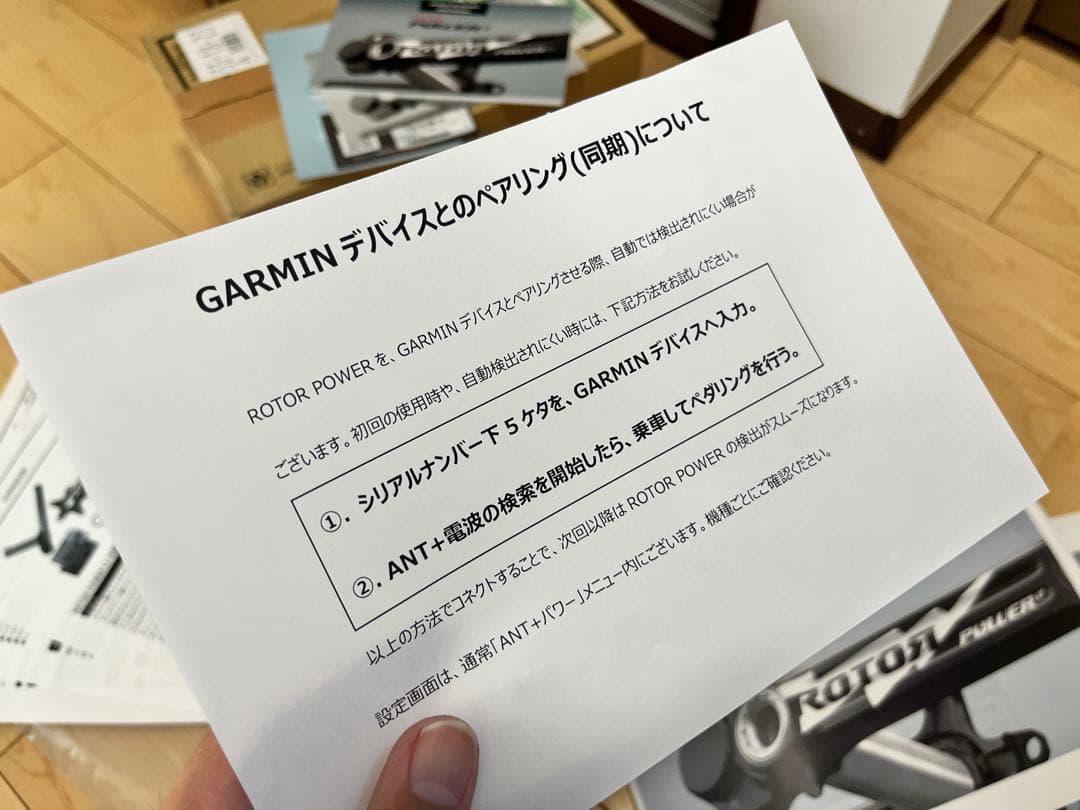 ROTOR
POWER
GARMIN デバイスとのペアリング(同期)について
ROTOR POWER を、GARMIN デバイスとペアリングさせる際、自動では検出されにくい場合が
ございます。初回の使用時や、自動検出されにくい時には、下記方法をお試しください。
①．シリアルナンバー下 5 ケタを、GARMIN デバイスへ入力。
②．ANT+電波の検索を開始したら、乗車してペダリングを行う。
以上の方法でコネクトすることで、次回以降は ROTOR POWER の検出がスムーズになります。
設定画面は、通常「ANT+パワー」メニュー内にございます。機種ごとにご確認ください。
ROTOR
POWER